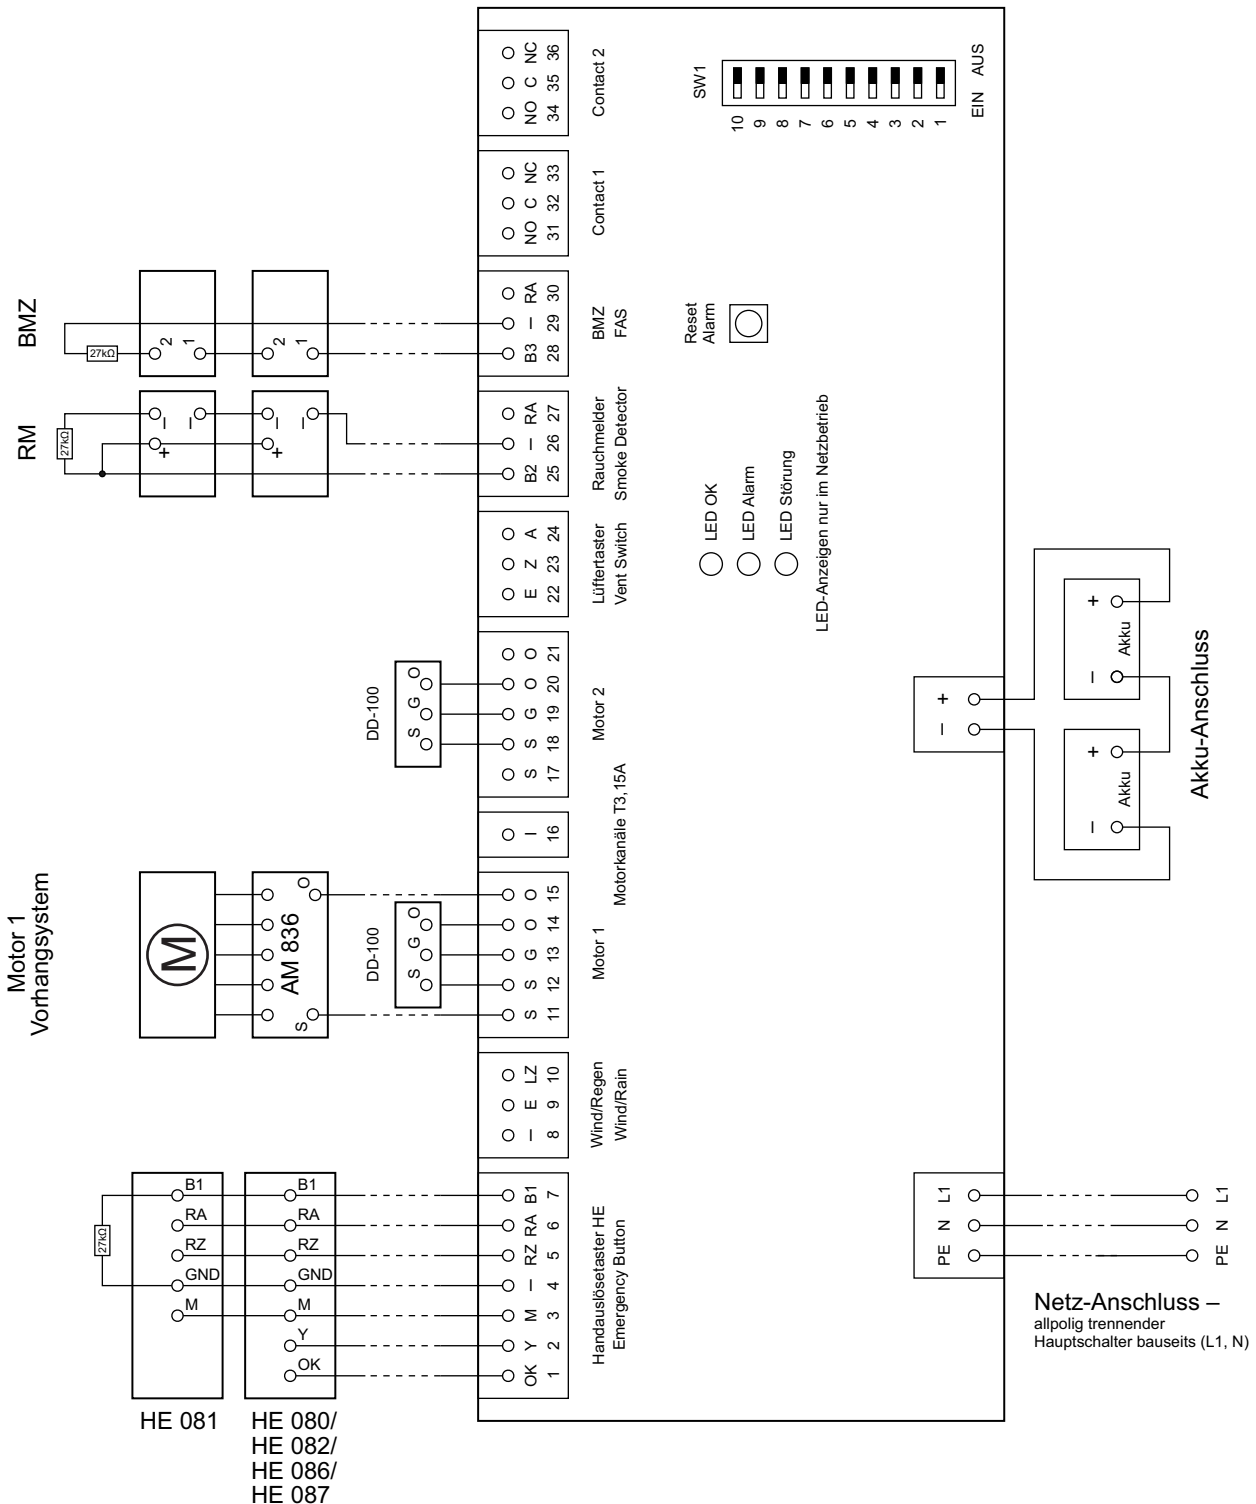 NO C NC
34 35 36
Contact 2
NO C NC
31 32 33
Contact 1
BMZ
27kΩ
2
1
2
1
B3 I RA
28 29 30
BMZ
FAS
RM
27kΩ
+
–
–
+
–
–
B2 I RA
25 26 27
Rauchmelder
Smoke Detector
E Z A
22 23 24
Lüftertaster
Vent Switch
DD-100
S G O
S S G O O
17 18 19 20 21
Motor 2
I
16
Motorkanäle T3,15A
Motor 1
Vorhangsystem
M
AM 836
S
O
DD-100
S G O
S S G O O
11 12 13 14 15
Motor 1
I E LZ
8 9 10
Wind/Regen
Wind/Rain
27kΩ
B1
RA
RZ
GND
M
HE 081
B1
RA
RZ
GND
M
Y
OK
HE 080/
HE 082/
HE 086/
HE 087
OK Y M I RZ RA B1
1 2 3 4 5 6 7
Handauslösetaster HE
Emergency Button
SW1
10
9
8
7
6
5
4
3
2
1
EIN AUS
Reset
Alarm
LED OK
LED Alarm
LED Störung
LED-Anzeigen nur im Netzbetrieb
– +
– Akku +
– Akku +
Akku-Anschluss
PE N L1
PE N L1
Netz-Anschluss –
allpolig trennender
Hauptschalter bauseits (L1, N)